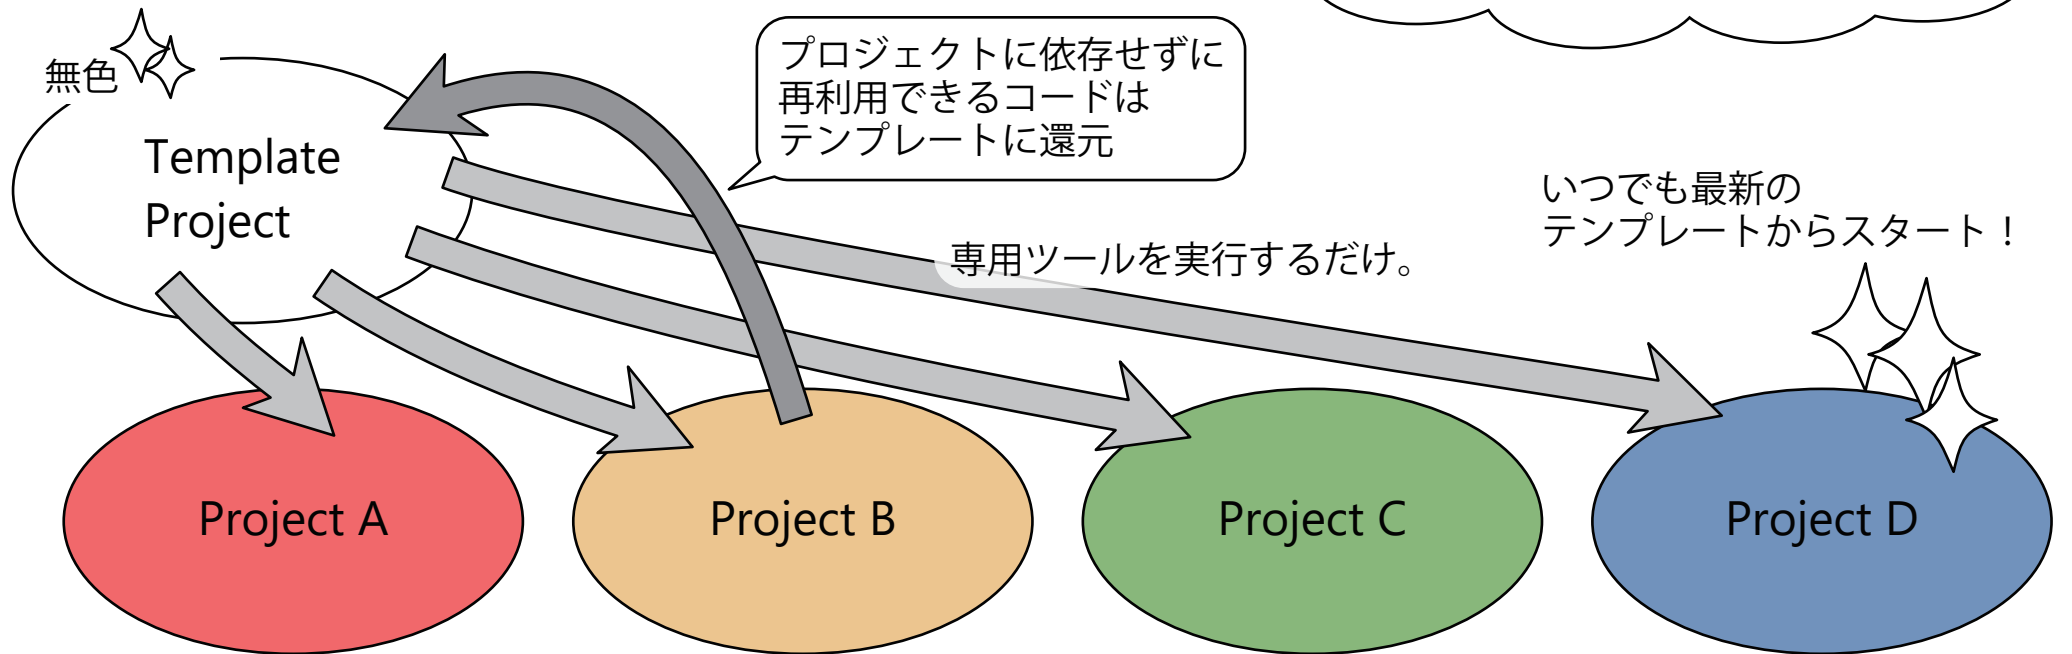 無色
Template
Project
プロジェクトに依存せずに
再利用できるコードは
テンプレートに還元
いつでも最新の
テンプレートからスタート！
専用ツールを実行するだけ。
Project A
Project B
Project C
Project D